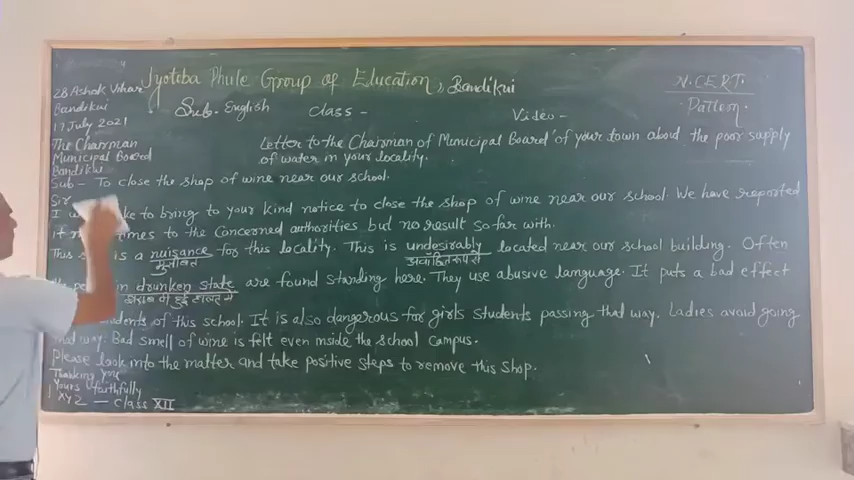 Jyotoba Phule Group of Education, Bandikui
N.C.E.R.T.
Pattern
Sub- English Class - Video-
28 Ashok Vihar
Bandikui
17 July 2021
The Chairman
Municipal Board
Bandikui
Letter to the Chairman of Municipal Board of your town about the poor supply
of water in your locality.
Sub- To close the shop of wine near our school.
Sir
I to bring to your kind notice to close the shop of wine near our school. We have reported
it times to the concerned authorities but no result so far with.
This is a nuisance for this locality. This is undesirably located near our school building. Often
in drunken state are found standing here. They use abusive language. It puts a bad effect
of this school. It is also dangerous for girls students passing that way. Ladies avoid going
way. Bad smell of wine is felt even inside the school campus.
Please look into the matter and take positive steps to remove this shop.
Thanking you
Yours faithfully
XYZ - Class XII